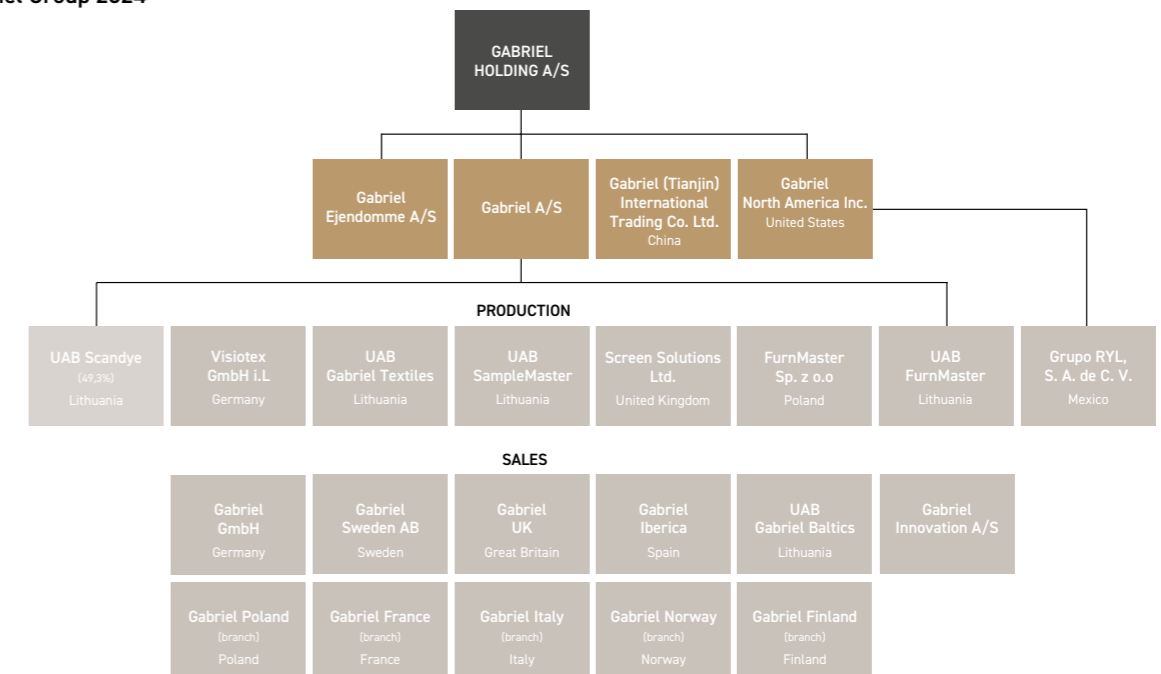 GABRIEL
HOLDING A/S
Gabriel
Ejendomme A/S
Gabriel A/S
Gabriel (Tianjin)
International
Trading Co. Ltd.
China
Gabriel
North America Inc.
United States
PRODUCTION
UAB Scandye
(49,3%)
Lithuania
Visiotex
GmbH i.L
Germany
UAB
Gabriel Textiles
Lithuania
UAB
SampleMaster
Lithuania
Screen Solutions
Ltd.
United Kingdom
FurnMaster
Sp. z o.o
Poland
UAB
FurnMaster
Lithuania
Grupo RYL,
S. A. de C. V.
Mexico
SALES
Gabriel
GmbH
Germany
Gabriel
Sweden AB
Sweden
Gabriel
UK
Great Britain
Gabriel
Iberica
Spain
UAB
Gabriel Baltics
Lithuania
Gabriel
Innovation A/S
Gabriel Poland
(branch)
Poland
Gabriel France
(branch)
France
Gabriel Italy
(branch)
Italy
Gabriel Norway
(branch)
Norway
Gabriel Finland
(branch)
Finland